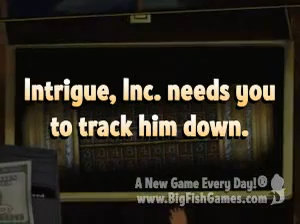 Intrigue, Inc. needs you
to track him down.
A New Game Every Day!®
www.BigFishGames.com